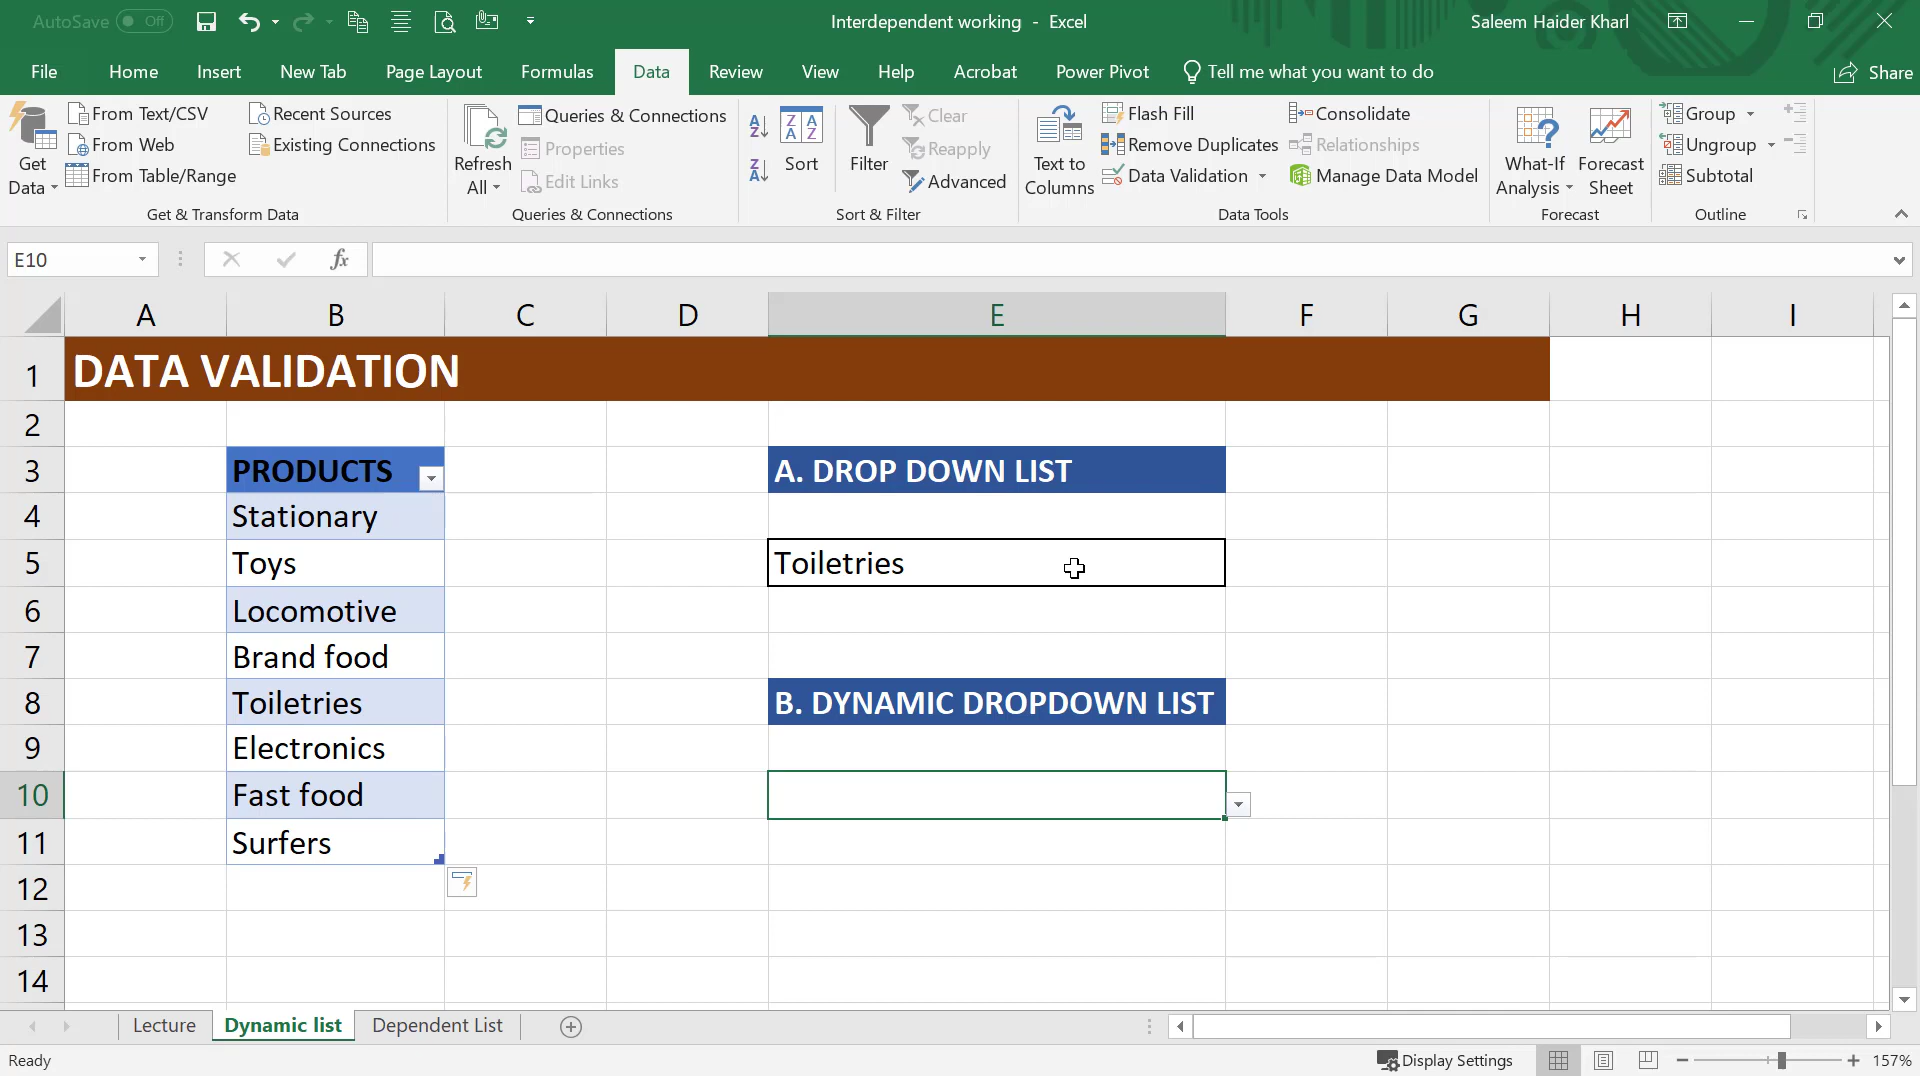 AutoSave Off
Interdependent working - Excel
Saleem Haider Kharl
File Home Insert New Tab Page Layout Formulas Data Review View Help Acrobat Power Pivot Tell me what you want to do Share
Get Data
From Text/CSV
From Web
From Table/Range
Recent Sources
Existing Connections
Get & Transform Data
Refresh All
Queries & Connections
Properties
Edit Links
Queries & Connections
Sort
Filter
Clear
Reapply
Advanced
Sort & Filter
Text to Columns
Flash Fill
Remove Duplicates
Data Validation
Consolidate
Relationships
Manage Data Model
Data Tools
What-If Analysis
Forecast Sheet
Forecast
Group
Ungroup
Subtotal
Outline
E10
fx
A B C D E F G H I
1 DATA VALIDATION
2
3 PRODUCTS A. DROP DOWN LIST
4 Stationary
5 Toys Toiletries
6 Locomotive
7 Brand food
8 Toiletries B. DYNAMIC DROPDOWN LIST
9 Electronics
10 Fast food
11 Surfers
12
13
14
Lecture Dynamic list Dependent List
Ready
Display Settings
157%